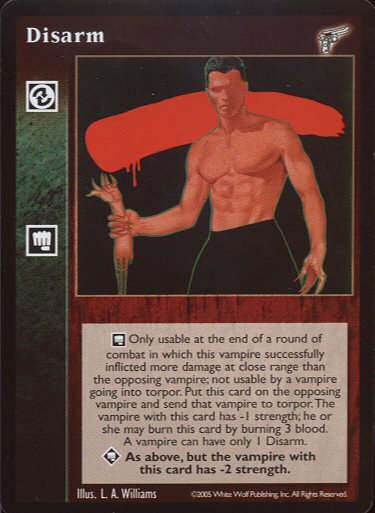 Disarm
Only usable at the end of a round of
combat in which this vampire successfully
inflicted more damage at close range than
the opposing vampire; not usable by a vampire
going into torpor. Put this card on the opposing
vampire and send that vampire to torpor. The
vampire with this card has -1 strength; he or
she may burn this card by burning 3 blood.
A vampire can have only 1 Disarm.
As above, but the vampire with
this card has -2 strength.
Illus. L. A. Williams
©2005 White Wolf Publishing, Inc. All Rights Reserved.